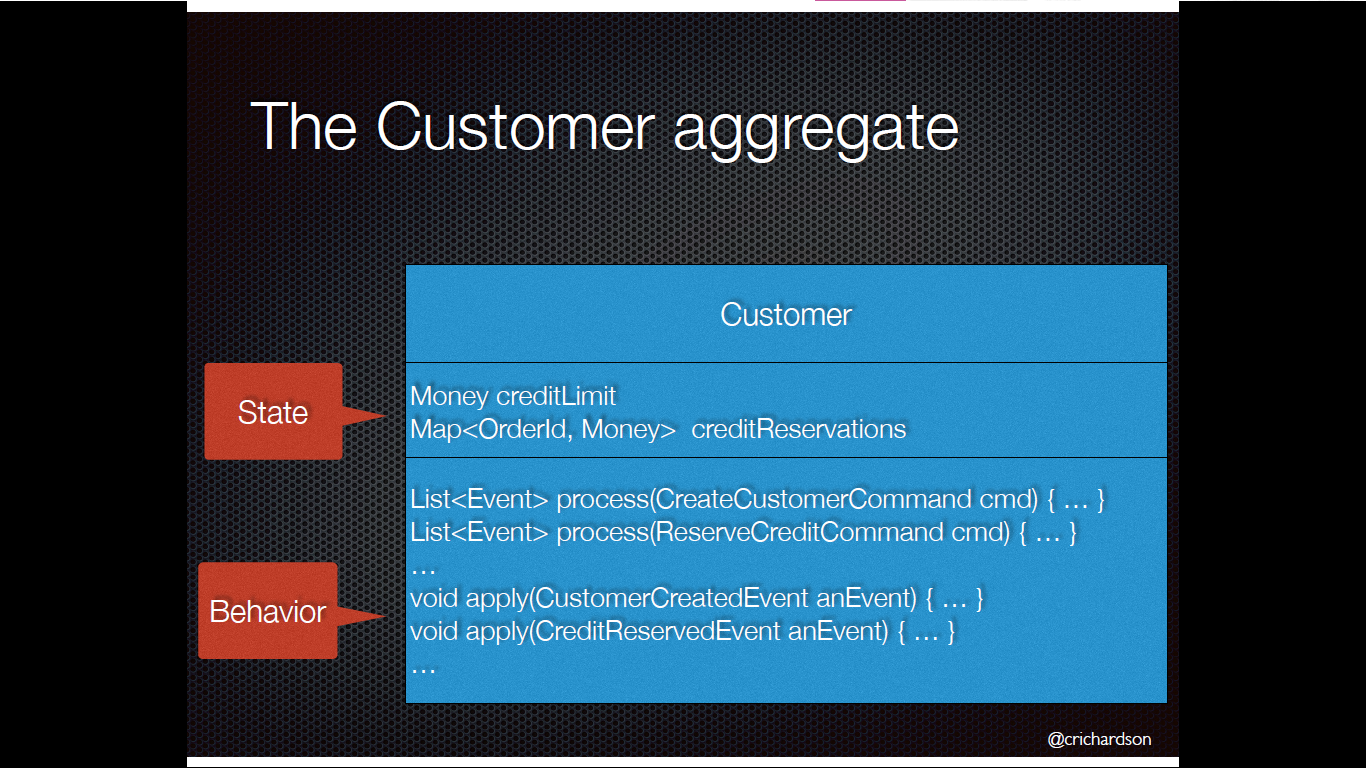 The Customer aggregate
Customer
State
Money creditLimit
Map<OrderId, Money> creditReservations
Behavior
List<Event> process(CreateCustomerCommand cmd) { … }
List<Event> process(ReserveCreditCommand cmd) { … }
…
void apply(CustomerCreatedEvent anEvent) { … }
void apply(CreditReservedEvent anEvent) { … }
…
@crichardson